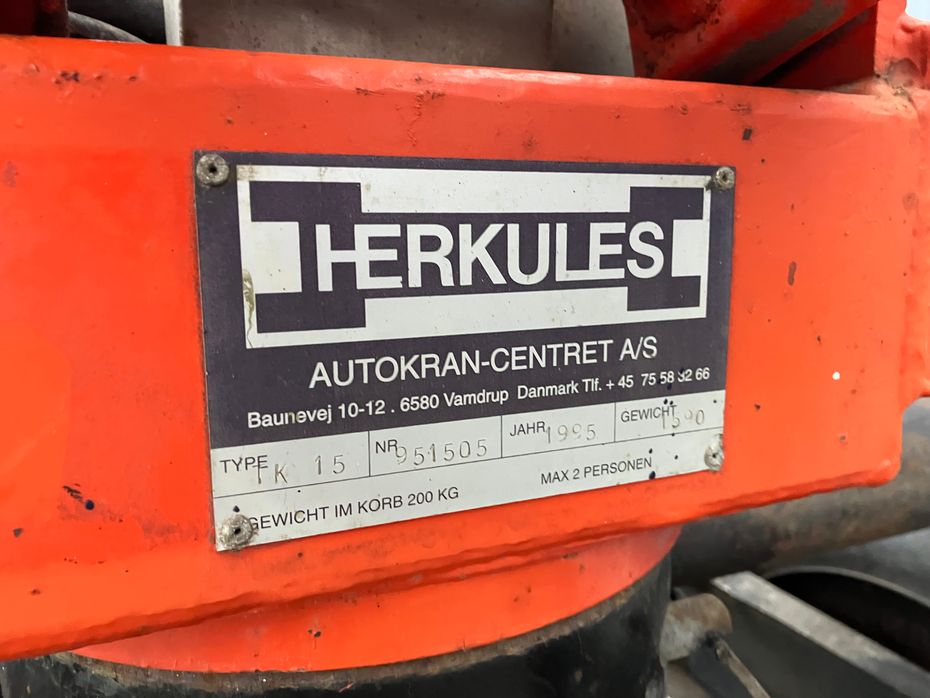 HERKULES
AUTOKRAN-CENTRET A/S
Baunevej 10-12 . 6580 Vamdrup Danmark Tlf. + 45 75 58 32 66
TYPE TK 15 NR 951505 JAHR 1995 GEWICHT 1590
GEWICHT IM KORB 200 KG MAX 2 PERSONEN